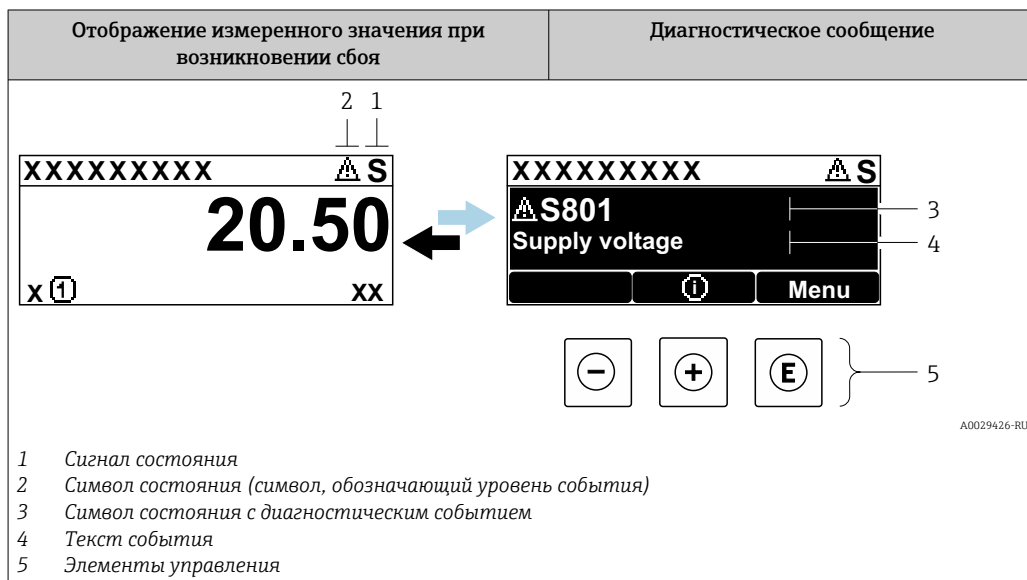 Отображение измеренного значения при
возникновении сбоя
Диагностическое сообщение
2 1
XXXXXXXXX ⚠ S
20.50
X 1
XX
XXXXXXXXX ⚠ S
⚠S801
Supply voltage
i Menu
3
4
− + E
5
A0029426-RU
1 Сигнал состояния
2 Символ состояния (символ, обозначающий уровень события)
3 Символ состояния с диагностическим событием
4 Текст события
5 Элементы управления